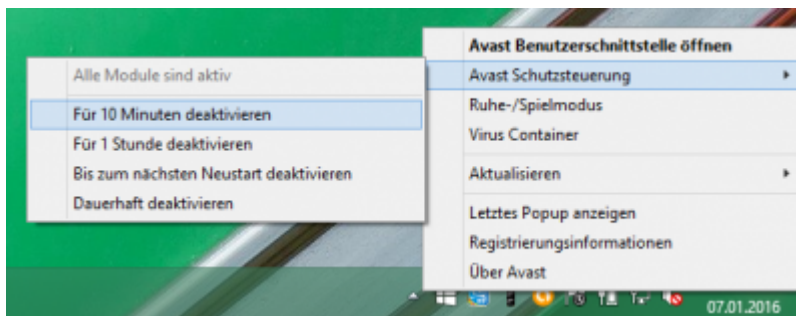 Avast Benutzerschnittstelle öffnen
Avast Schutzsteuerung
Ruhe-/Spielmodus
Virus Container
Aktualisieren
Letztes Popup anzeigen
Registrierungsinformationen
Über Avast
Alle Module sind aktiv
Für 10 Minuten deaktivieren
Für 1 Stunde deaktivieren
Bis zum nächsten Neustart deaktivieren
Dauerhaft deaktivieren
07.01.2016